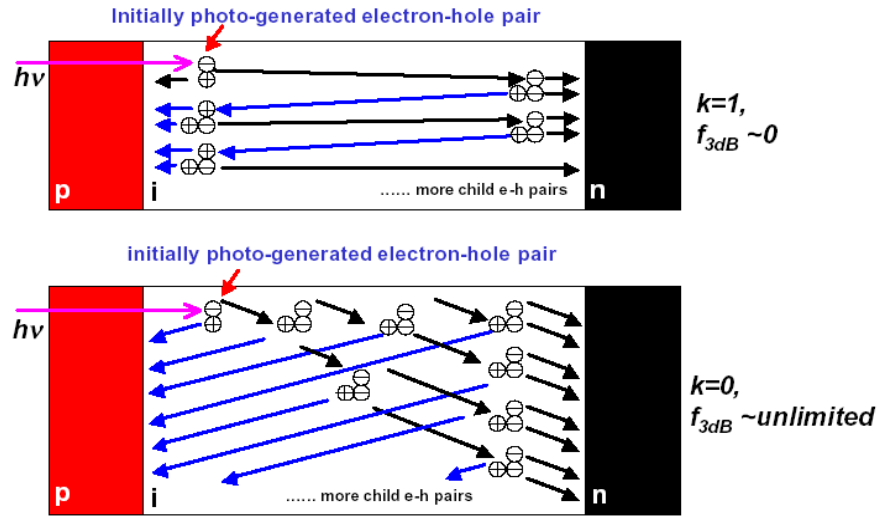 Initially photo-generated electron-hole pair
hν
k=1,
f3dB ~0
p
i
...... more child e-h pairs
n
initially photo-generated electron-hole pair
hν
k=0,
f3dB ~unlimited
p
i
...... more child e-h pairs
n